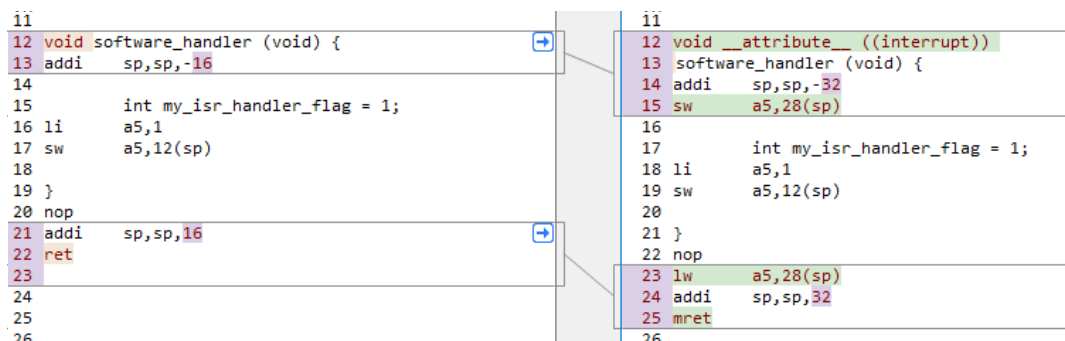 11
12 void software_handler (void) {
13 addi sp,sp,-16
14
15 int my_isr_handler_flag = 1;
16 li a5,1
17 sw a5,12(sp)
18
19 }
20 nop
21 addi sp,sp,16
22 ret
23
24
25
26
11
12 void __attribute__ ((interrupt))
13 software_handler (void) {
14 addi sp,sp,-32
15 sw a5,28(sp)
16
17 int my_isr_handler_flag = 1;
18 li a5,1
19 sw a5,12(sp)
20
21 }
22 nop
23 lw a5,28(sp)
24 addi sp,sp,32
25 mret
26